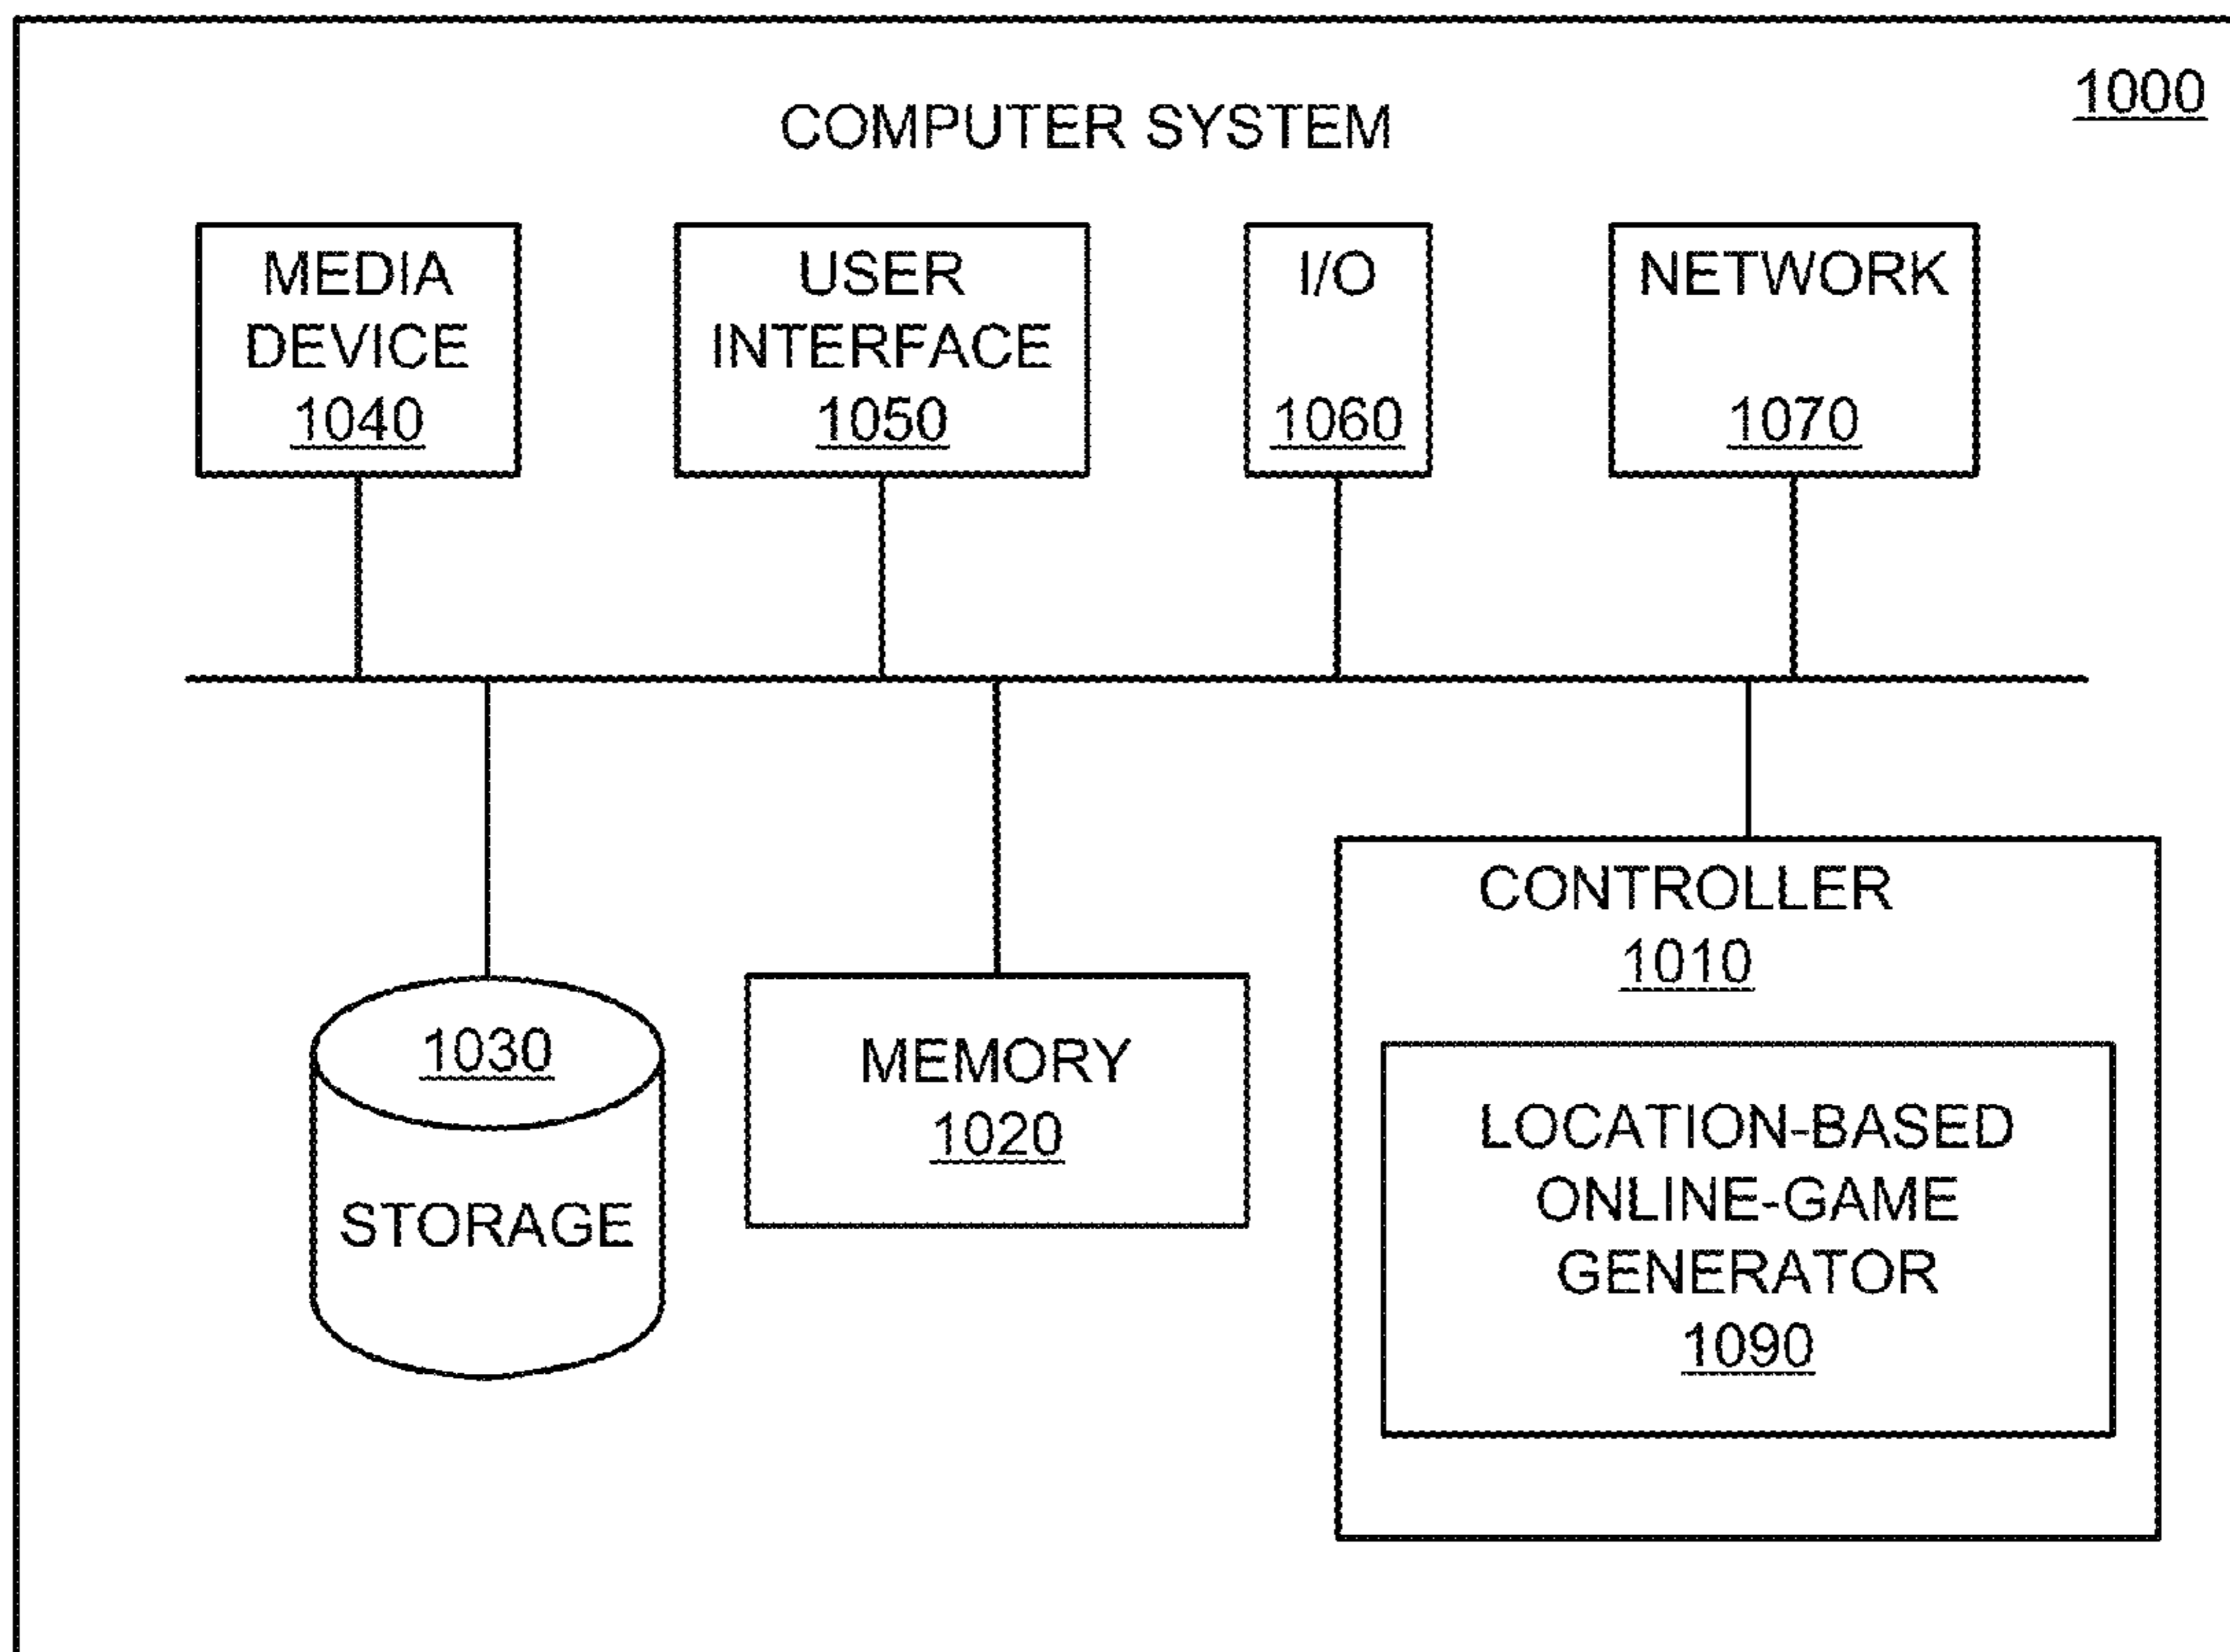 1000
COMPUTER SYSTEM
MEDIA
DEVICE
1040
USER
INTERFACE
1050
I/O
1060
NETWORK
1070
1030
STORAGE
MEMORY
1020
CONTROLLER
1010
LOCATION-BASED
ONLINE-GAME
GENERATOR
1090